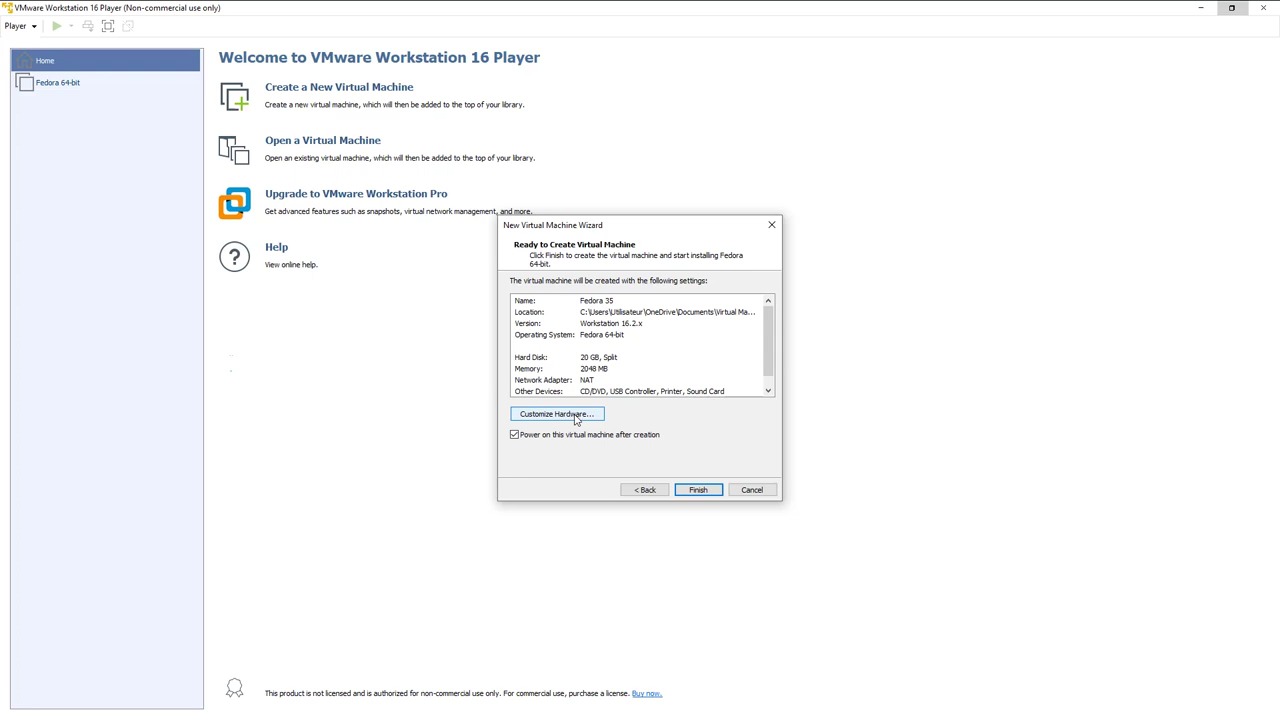 VMware Workstation 16 Player (Non-commercial use only)
Player
Home
Fedora 64-bit
Welcome to VMware Workstation 16 Player
Create a New Virtual Machine
Create a new virtual machine, which will then be added to the top of your library.
Open a Virtual Machine
Open an existing virtual machine, which will then be added to the top of your library.
Upgrade to VMware Workstation Pro
Get advanced features such as snapshots, virtual network management, and more.
?
Help
View online help.
New Virtual Machine Wizard
Ready to Create Virtual Machine
Click Finish to create the virtual machine and start installing Fedora
64-bit.
The virtual machine will be created with the following settings:
Name: Fedora 35
Location: C:\Users\Utilisateur\OneDrive\Documents\Virtual Ma...
Version: Workstation 16.2.x
Operating System: Fedora 64-bit
Hard Disk: 20 GB, Split
Memory: 2048 MB
Network Adapter: NAT
Other Devices: CD/DVD, USB Controller, Printer, Sound Card
Customize Hardware...
Power on this virtual machine after creation
< Back Finish Cancel
This product is not licensed and is authorized for non-commercial use only. For commercial use, purchase a license. Buy now.